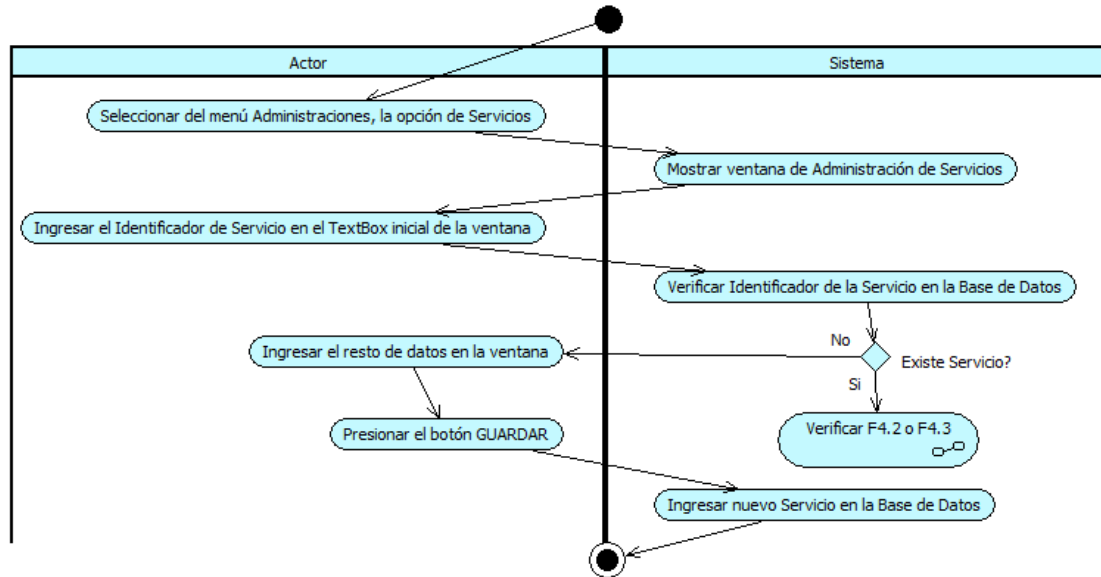 Actor
Sistema
Seleccionar del menú Administraciones, la opción de Servicios
Mostrar ventana de Administración de Servicios
Ingresar el Identificador de Servicio en el TextBox inicial de la ventana
Verificar Identificador de la Servicio en la Base de Datos
No
Ingresar el resto de datos en la ventana
Existe Servicio?
Si
Verificar F4.2 o F4.3
Presionar el botón GUARDAR
Ingresar nuevo Servicio en la Base de Datos